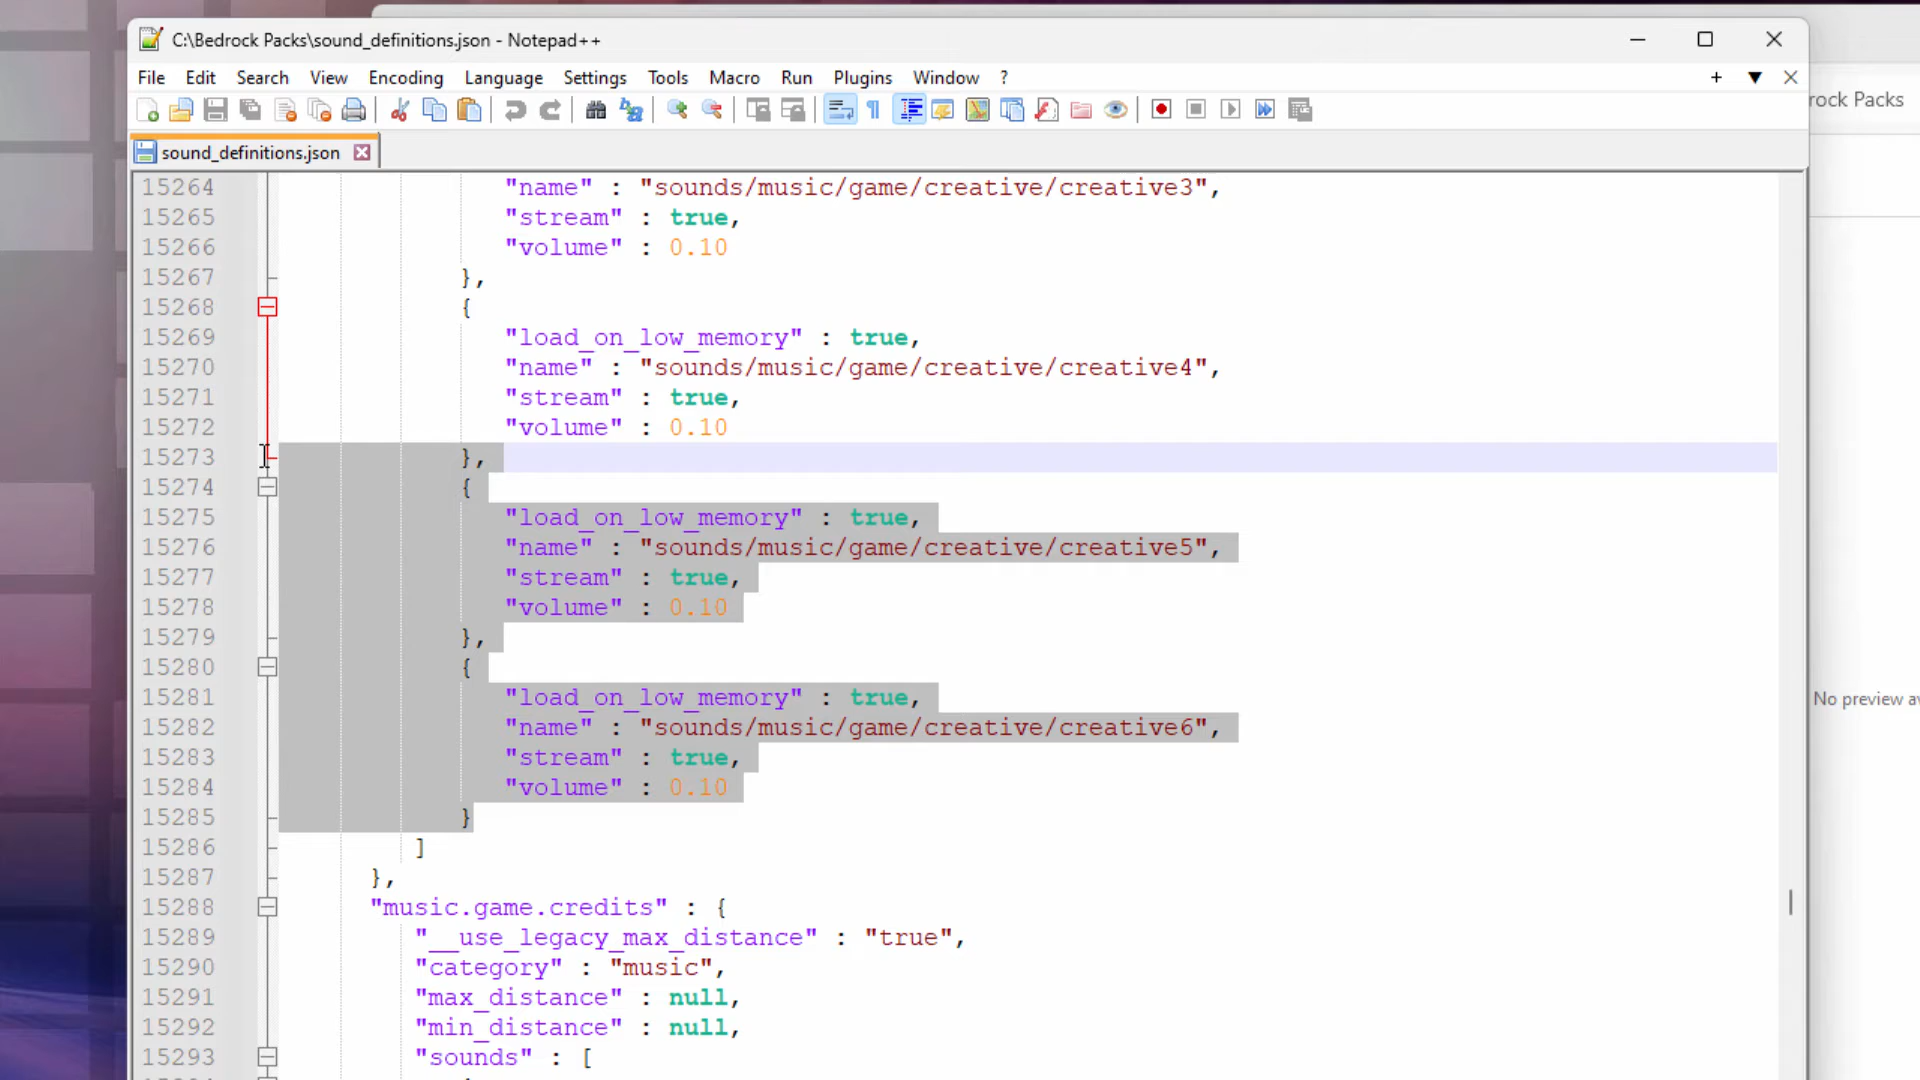 C:\Bedrock Packs\sound_definitions.json - Notepad++
File Edit Search View Encoding Language Settings Tools Macro Run Plugins Window ?
rock Packs
sound_definitions.json
15264 "name" : "sounds/music/game/creative/creative3",
15265 "stream" : true,
15266 "volume" : 0.10
15267 },
15268 {
15269 "load_on_low_memory" : true,
15270 "name" : "sounds/music/game/creative/creative4",
15271 "stream" : true,
15272 "volume" : 0.10
15273 },
15274 {
15275 "load_on_low_memory" : true,
15276 "name" : "sounds/music/game/creative/creative5",
15277 "stream" : true,
15278 "volume" : 0.10
15279 },
15280 {
15281 "load_on_low_memory" : true,
15282 "name" : "sounds/music/game/creative/creative6",
15283 "stream" : true,
15284 "volume" : 0.10
15285 }
15286 ]
15287 },
15288 "music.game.credits" : {
15289 "__use_legacy_max_distance" : "true",
15290 "category" : "music",
15291 "max_distance" : null,
15292 "min_distance" : null,
15293 "sounds" : [
No preview av